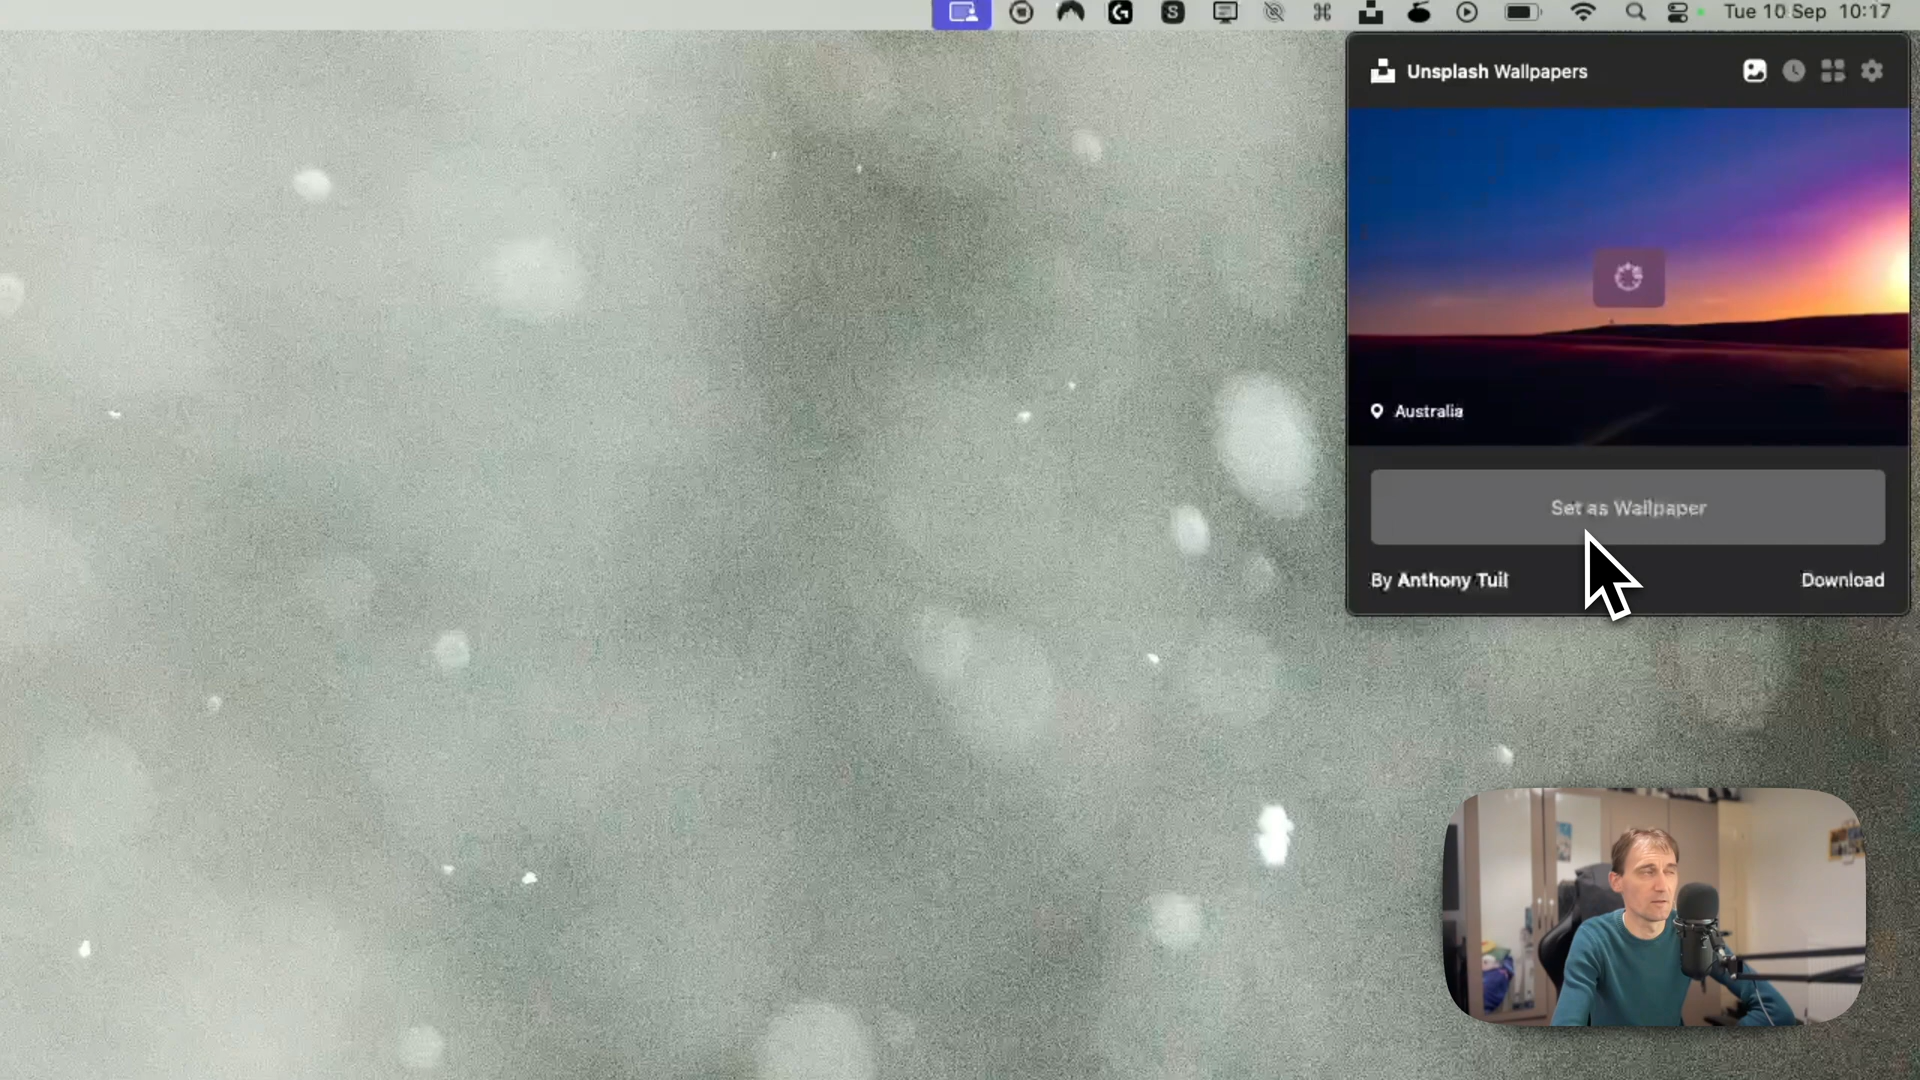 Tue 10 Sep 10:17
Unsplash Wallpapers
Australia
Set as Wallpaper
By Anthony Tuil
Download